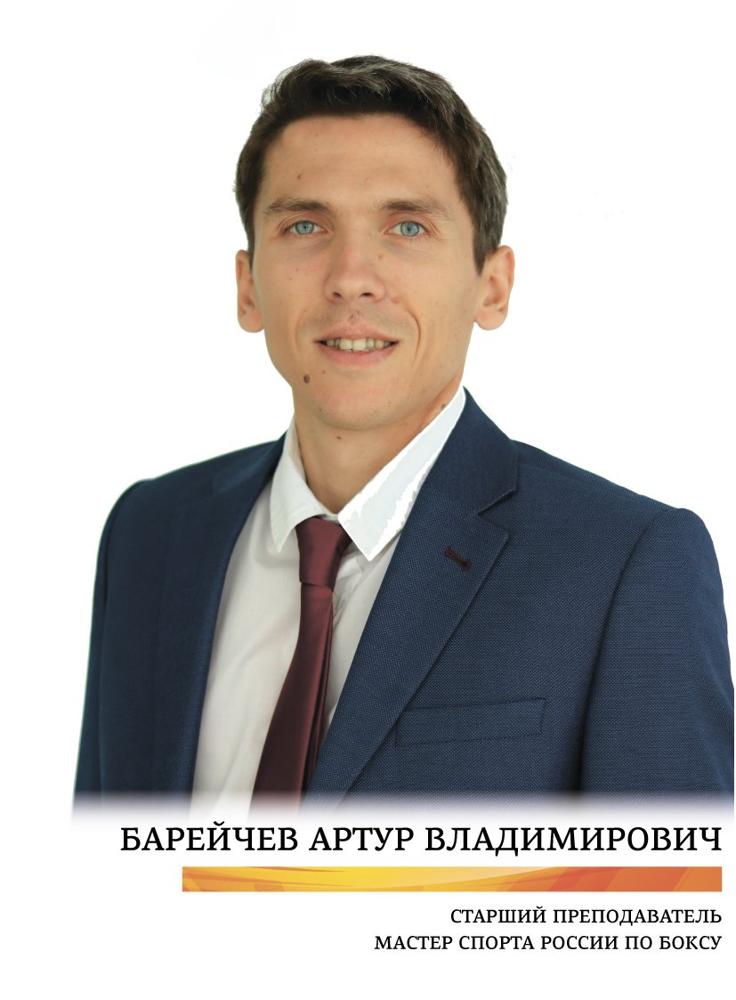 БАРЕЙЧЕВ АРТУР ВЛАДИМИРОВИЧ
СТАРШИЙ ПРЕПОДАВАТЕЛЬ
МАСТЕР СПОРТА РОССИИ ПО БОКСУ